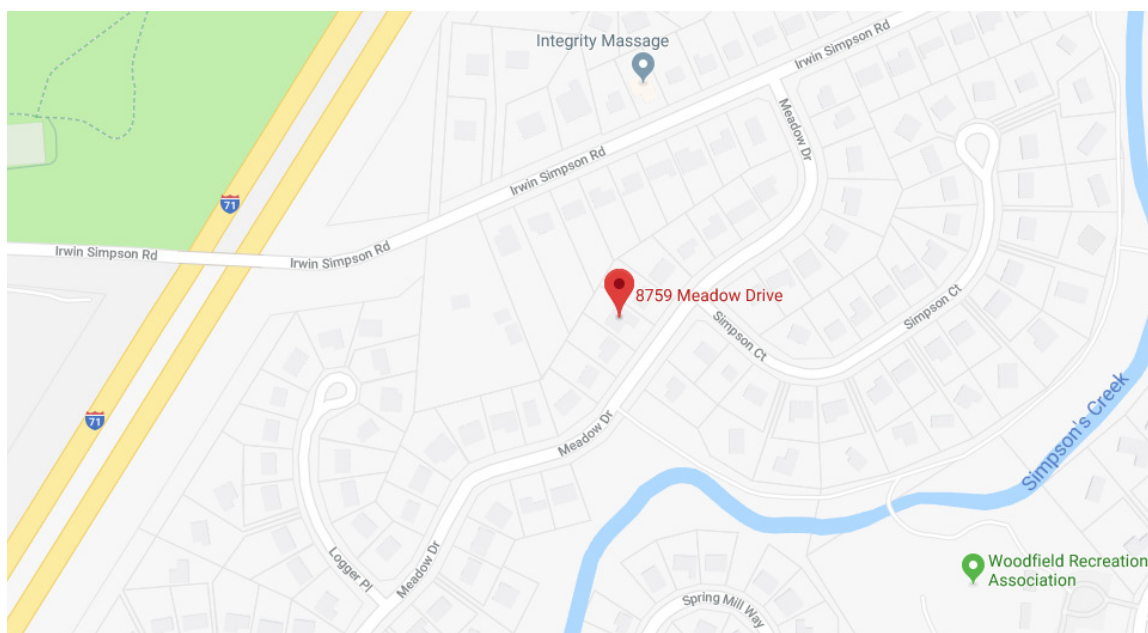 Integrity Massage
Irwin Simpson Rd
Meadow Dr
Irwin Simpson Rd
71
Irwin Simpson Rd
Irwin Simpson Rd
8759 Meadow Drive
Simpson Ct
Simpson Ct
Simpson's Creek
71
Meadow Dr
Meadow Dr
Logger Pl
Woodfield Recreation
Association
Spring Mill Way